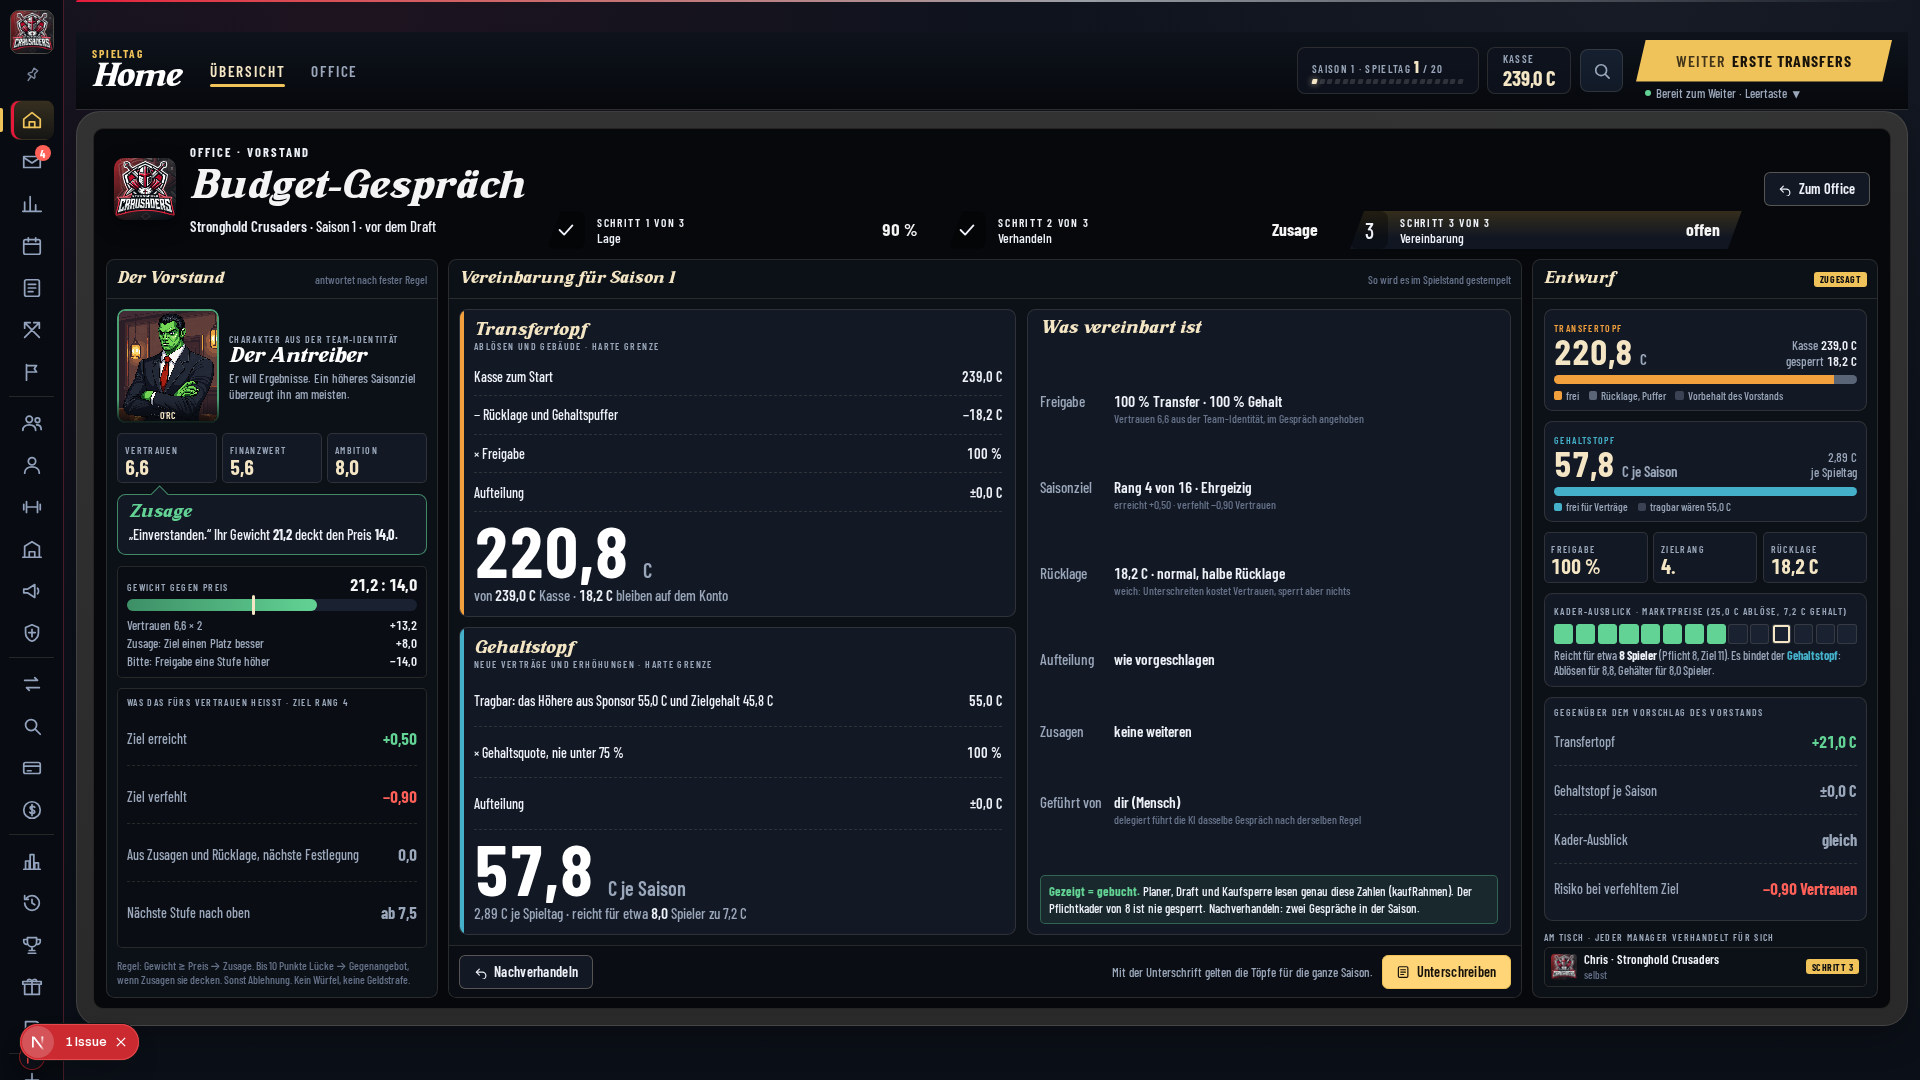 CRUSADERS
SPIELTAG
Home
ÜBERSICHT
OFFICE
SAISON 1 · SPIELTAG 1 / 20
KASSE
239,0 C
WEITER ERSTE TRANSFERS
Bereit zum Weiter · Leertaste ▼
4
CRUSADERS
OFFICE · VORSTAND
Budget-Gespräch
Stronghold Crusaders · Saison 1 · vor dem Draft
Zum Office
SCHRITT 1 VON 3
Lage
90 %
SCHRITT 2 VON 3
Verhandeln
Zusage
3
SCHRITT 3 VON 3
Vereinbarung
offen
Der Vorstand
antwortet nach fester Regel
ORC
CHARAKTER AUS DER TEAM-IDENTITÄT
Der Antreiber
Er will Ergebnisse. Ein höheres Saisonziel
überzeugt ihn am meisten.
VERTRAUEN
6,6
FINANZWERT
5,6
AMBITION
8,0
Zusage
„Einverstanden.“ Ihr Gewicht 21,2 deckt den Preis 14,0.
GEWICHT GEGEN PREIS
21,2 : 14,0
Vertrauen 6,6 × 2
+13,2
Zusage: Ziel einen Platz besser
+8,0
Bitte: Freigabe eine Stufe höher
−14,0
WAS DAS FÜRS VERTRAUEN HEISST · ZIEL RANG 4
Ziel erreicht
+0,50
Ziel verfehlt
−0,90
Aus Zusagen und Rücklage, nächste Festlegung
0,0
Nächste Stufe nach oben
ab 7,5
Regel: Gewicht ≥ Preis → Zusage. Bis 10 Punkte Lücke → Gegenangebot,
wenn Zusagen sie decken. Sonst Ablehnung. Kein Würfel, keine Geldstrafe.
Vereinbarung für Saison 1
So wird es im Spielstand gestempelt
Transfertopf
ABLÖSEN UND GEBÄUDE · HARTE GRENZE
Kasse zum Start
239,0 C
− Rücklage und Gehaltspuffer
−18,2 C
× Freigabe
100 %
Aufteilung
±0,0 C
220,8 C
von 239,0 C Kasse · 18,2 C bleiben auf dem Konto
Gehaltstopf
NEUE VERTRÄGE UND ERHÖHUNGEN · HARTE GRENZE
Tragbar: das Höhere aus Sponsor 55,0 C und Zielgehalt 45,8 C
55,0 C
× Gehaltsquote, nie unter 75 %
100 %
Aufteilung
±0,0 C
57,8 C je Saison
2,89 C je Spieltag · reicht für etwa 8,0 Spieler zu 7,2 C
Was vereinbart ist
Freigabe
100 % Transfer · 100 % Gehalt
Vertrauen 6,6 aus der Team-Identität, im Gespräch angehoben
Saisonziel
Rang 4 von 16 · Ehrgeizig
erreicht +0,50 · verfehlt −0,90 Vertrauen
Rücklage
18,2 C · normal, halbe Rücklage
weich: Unterschreiten kostet Vertrauen, sperrt aber nichts
Aufteilung
wie vorgeschlagen
Zusagen
keine weiteren
Geführt von
dir (Mensch)
delegiert führt die KI dasselbe Gespräch nach derselben Regel
Gezeigt = gebucht. Planer, Draft und Kaufsperre lesen genau diese Zahlen (kaufRahmen). Der
Pflichtkader von 8 ist nie gesperrt. Nachverhandeln: zwei Gespräche in der Saison.
Nachverhandeln
Mit der Unterschrift gelten die Töpfe für die ganze Saison.
Unterschreiben
Entwurf
ZUGESAGT
TRANSFERTOPF
220,8 C
Kasse 239,0 C
gesperrt 18,2 C
frei
Rücklage, Puffer
Vorbehalt des Vorstands
GEHALTSTOPF
57,8 C je Saison
2,89 C
je Spieltag
frei für Verträge
tragbar wären 55,0 C
FREIGABE
100 %
ZIELRANG
4.
RÜCKLAGE
18,2 C
KADER-AUSBLICK · MARKTPREISE (25,0 C ABLÖSE, 7,2 C GEHALT)
Reicht für etwa 8 Spieler (Pflicht 8, Ziel 11). Es bindet der Gehaltstopf:
Ablösen für 8,8, Gehälter für 8,0 Spieler.
GEGENÜBER DEM VORSCHLAG DES VORSTANDS
Transfertopf
+21,0 C
Gehaltstopf je Saison
±0,0 C
Kader-Ausblick
gleich
Risiko bei verfehltem Ziel
−0,90 Vertrauen
AM TISCH · JEDER MANAGER VERHANDELT FÜR SICH
Chris · Stronghold Crusaders
selbst
SCHRITT 3
N 1 Issue